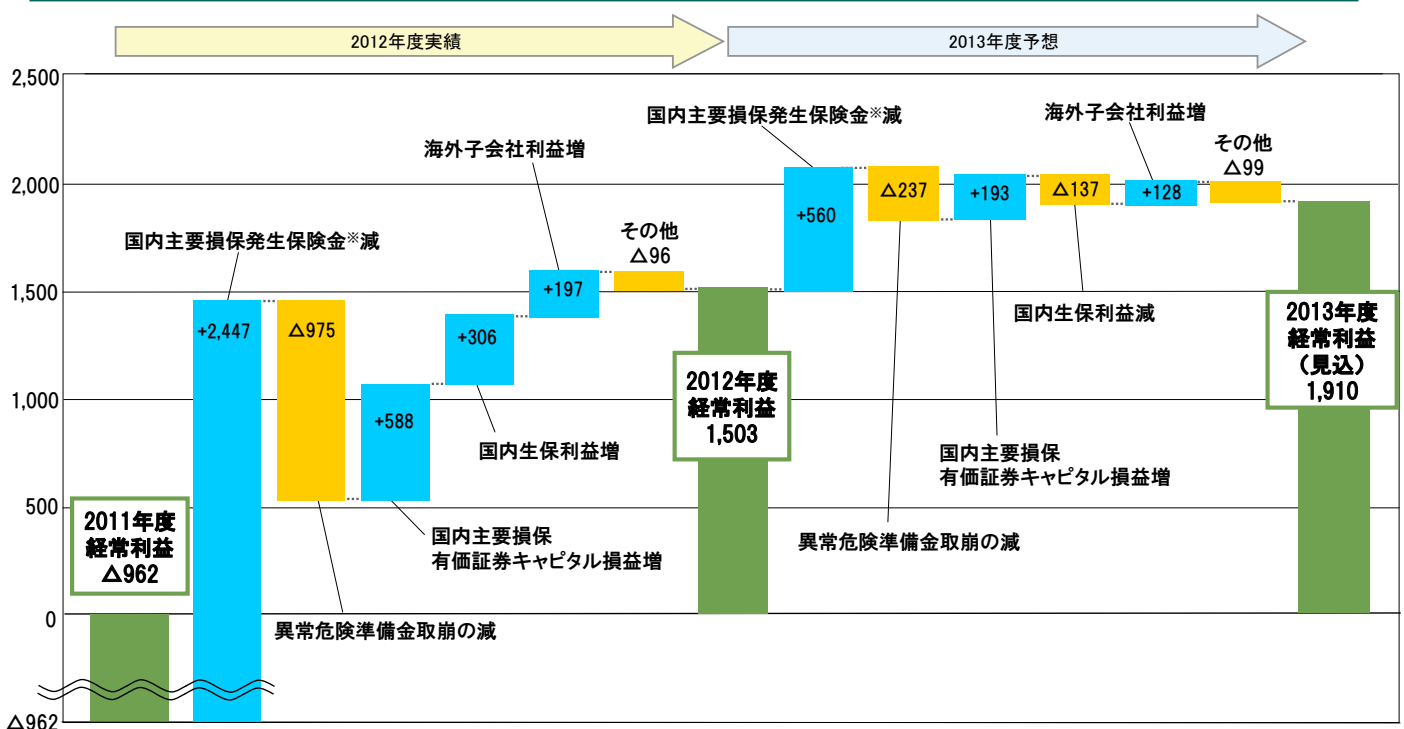 2012年度実績
2013年度予想
2,500
2,000
1,500
1,000
500
0
△962
2011年度
経常利益
△962
国内主要損保発生保険金※減
+2,447
△975
異常危険準備金取崩の減
+588
国内主要損保
有価証券キャピタル損益増
+306
国内生保利益増
海外子会社利益増
+197
その他
△96
2012年度
経常利益
1,503
国内主要損保発生保険金※減
+560
△237
異常危険準備金取崩の減
+193
国内主要損保
有価証券キャピタル損益増
△137
国内生保利益減
海外子会社利益増
+128
その他
△99
2013年度
経常利益
（見込）
1,910